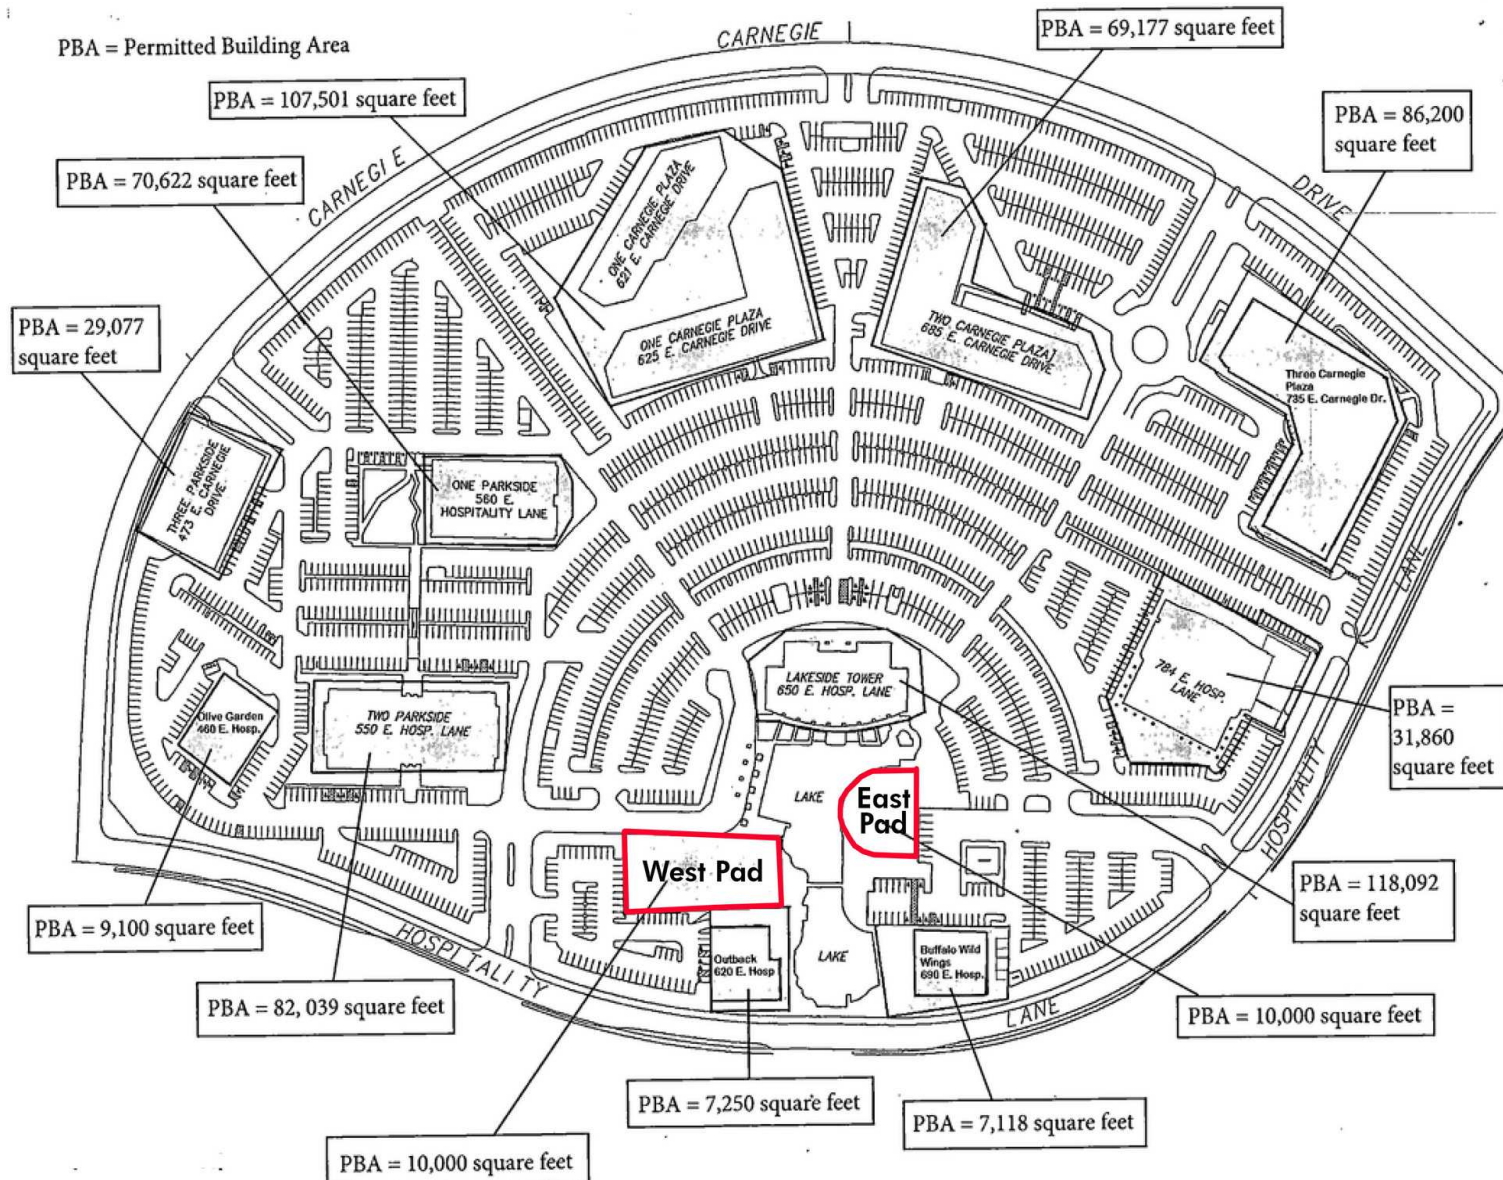 CARNEGIE
PBA = Permitted Building Area
PBA = 69,177 square feet
PBA = 107,501 square feet
PBA = 86,200
square feet
PBA = 70,622 square feet
CARNEGIE
DRIVE
ONE CARNEGIE PLAZA
621 E. CARNEGIE DRIVE
ONE CARNEGIE PLAZA
625 E. CARNEGIE DRIVE
TWO CARNEGIE PLAZA
685 E. CARNEGIE DRIVE
PBA = 29,077
square feet
Three Carnegie
Plaza
735 E. Carnegie Dr.
THREE PARKSIDE
473 E. CARNEGIE
DRIVE
ONE PARKSIDE
560 E.
HOSPITALITY LANE
LANE
784 E. HOSP.
LANE
LAKESIDE TOWER
650 E. HOSP. LANE
Olive Garden
460 E. Hosp.
TWO PARKSIDE
550 E. HOSP. LANE
PBA =
31,860
square feet
LAKE
East
Pad
HOSPITALITY
West Pad
PBA = 118,092
square feet
PBA = 9,100 square feet
HOSPITALITY
Outback
620 E. Hosp
LAKE
Buffalo Wild
Wings
690 E. Hosp.
LANE
PBA = 82, 039 square feet
PBA = 10,000 square feet
PBA = 7,250 square feet
PBA = 7,118 square feet
PBA = 10,000 square feet